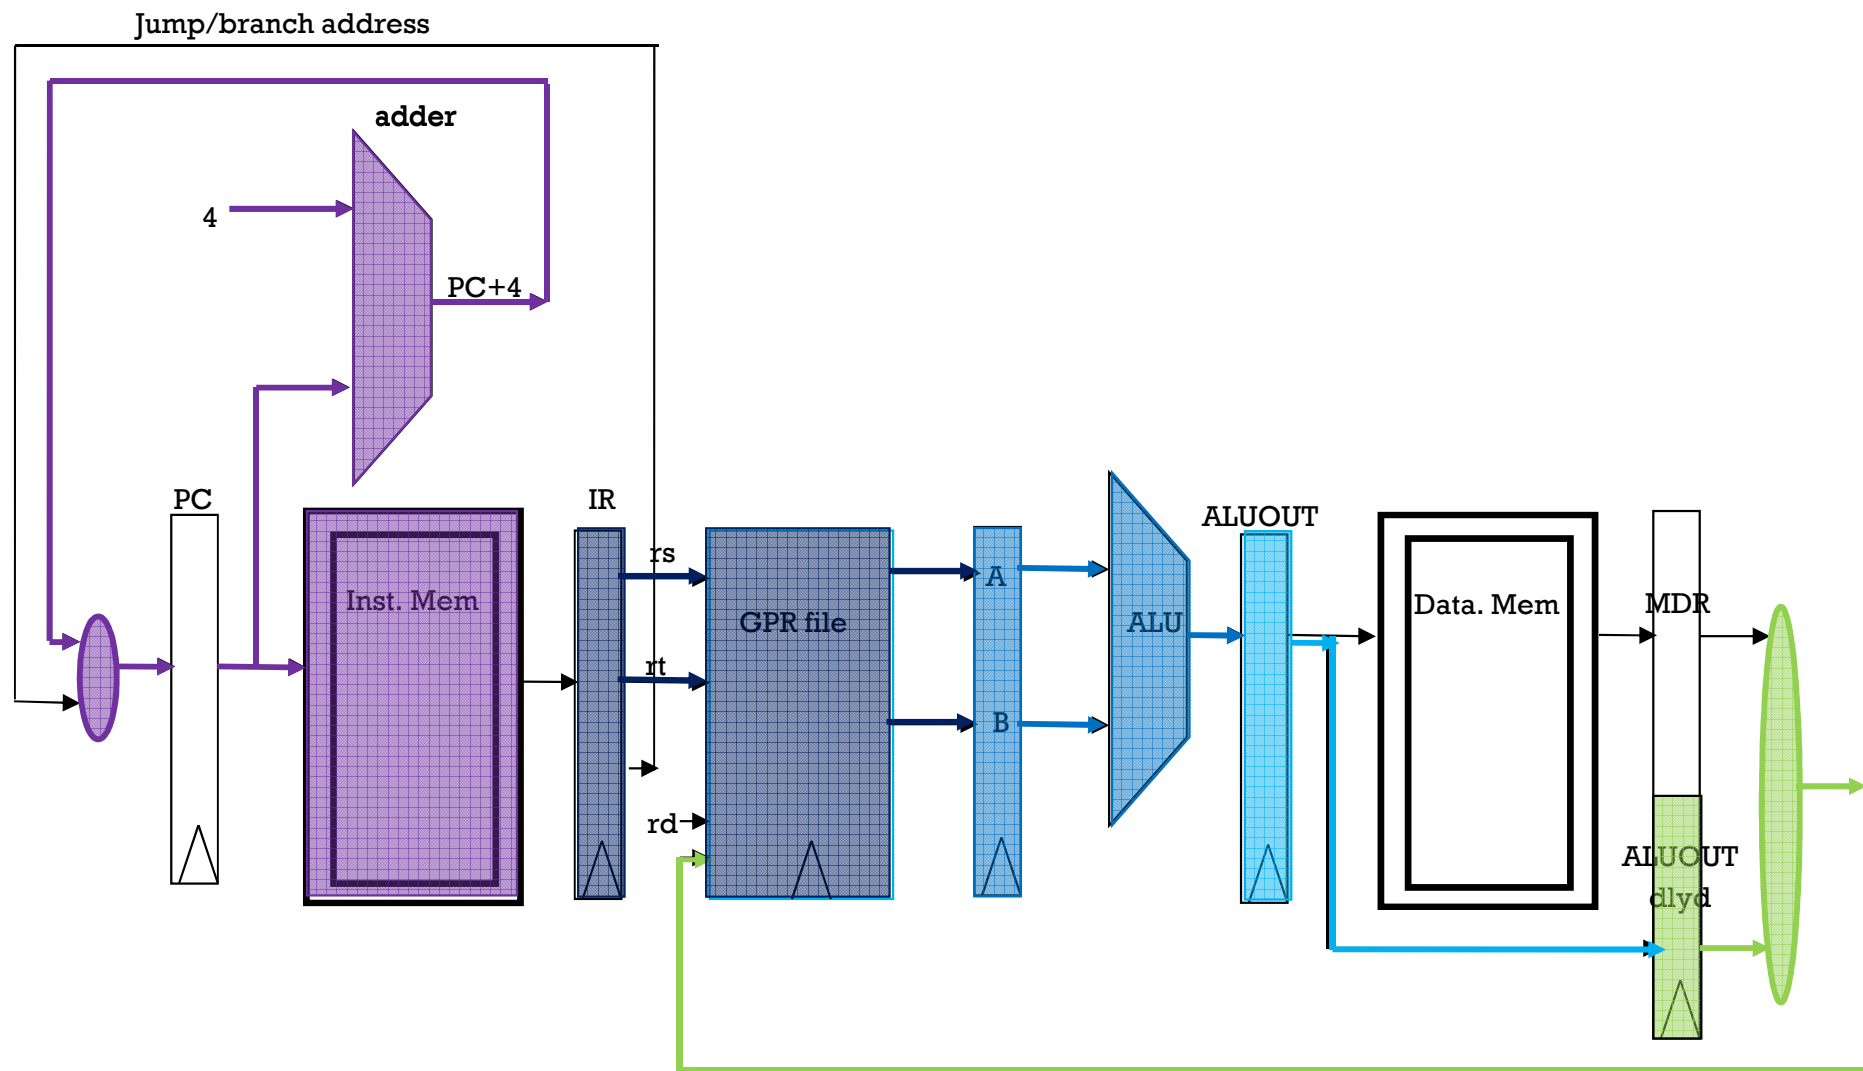 Jump/branch address
adder
4
PC+4
PC
IR
ALUOUT
rs
Inst. Mem
GPR file
A
ALU
Data. Mem
MDR
rt
B
rd
ALUOUT
dlyd